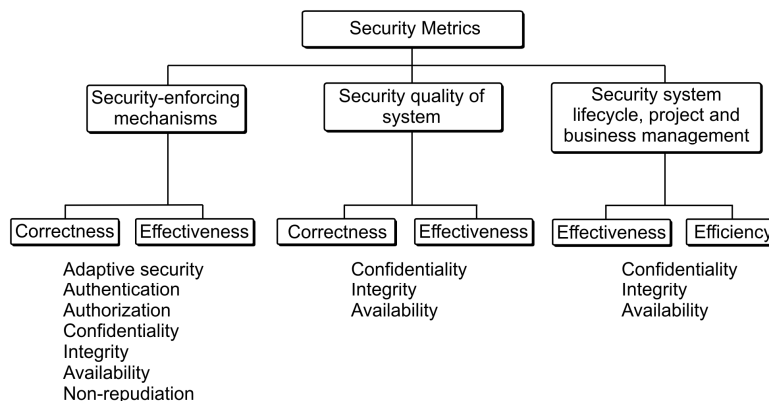 Security Metrics
Security-enforcing
mechanisms
Security quality of
system
Security system
lifecycle, project and
business management
Correctness
Effectiveness
Correctness
Effectiveness
Effectiveness
Efficiency
Adaptive security
Authentication
Authorization
Confidentiality
Integrity
Availability
Non-repudiation
Confidentiality
Integrity
Availability
Confidentiality
Integrity
Availability